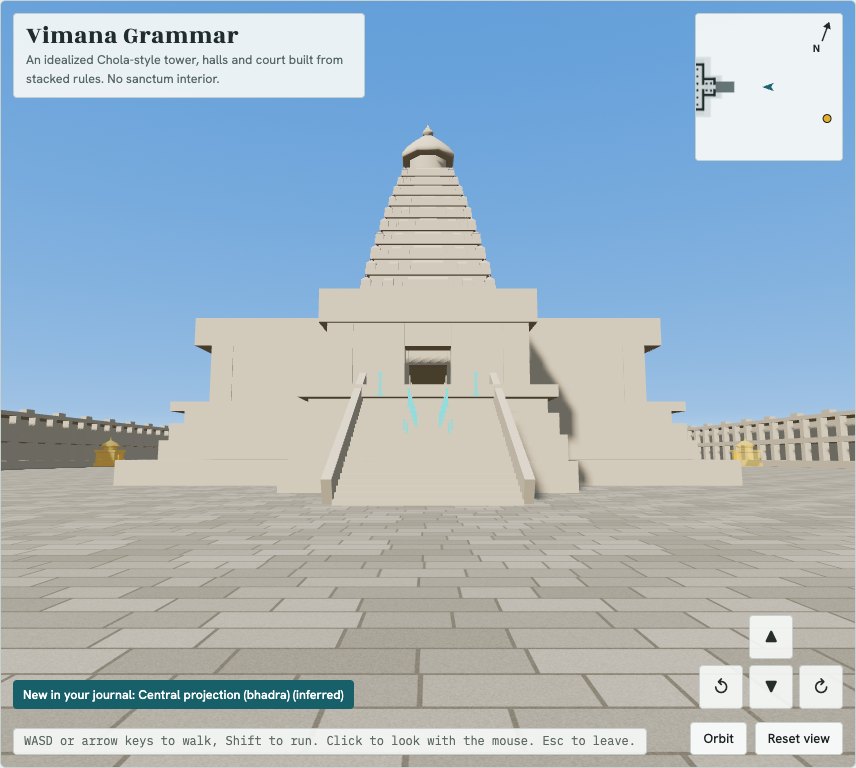 Vimana Grammar
An idealized Chola-style tower, halls and court built from
stacked rules. No sanctum interior.
N
New in your journal: Central projection (bhadra) (inferred)
WASD or arrow keys to walk, Shift to run. Click to look with the mouse. Esc to leave.
Orbit
Reset view